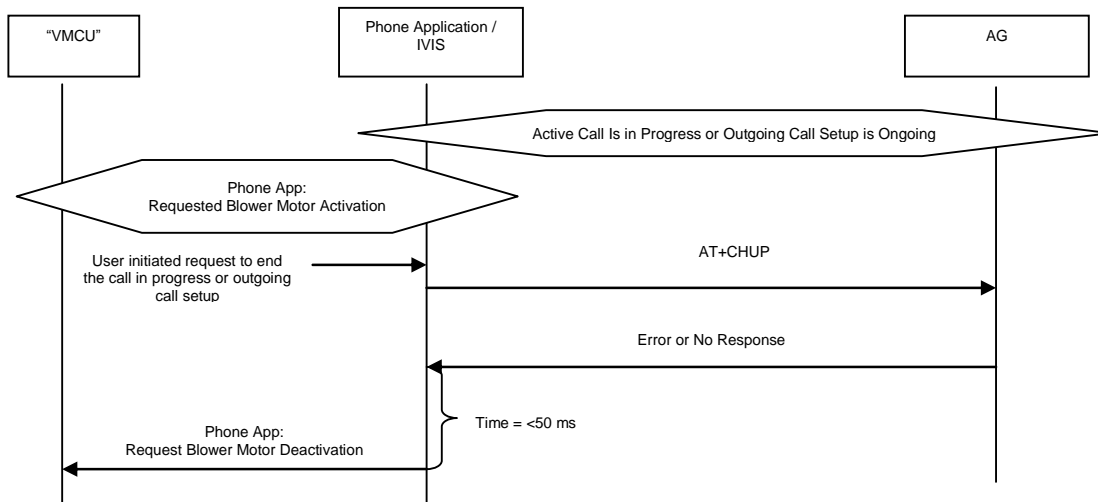 “VMCU”
Phone Application /
IVIS
AG
Active Call Is in Progress or Outgoing Call Setup is Ongoing
Phone App:
Requested Blower Motor Activation
User initiated request to end
the call in progress or outgoing
call setup
AT+CHUP
Error or No Response
Time = <50 ms
Phone App:
Request Blower Motor Deactivation